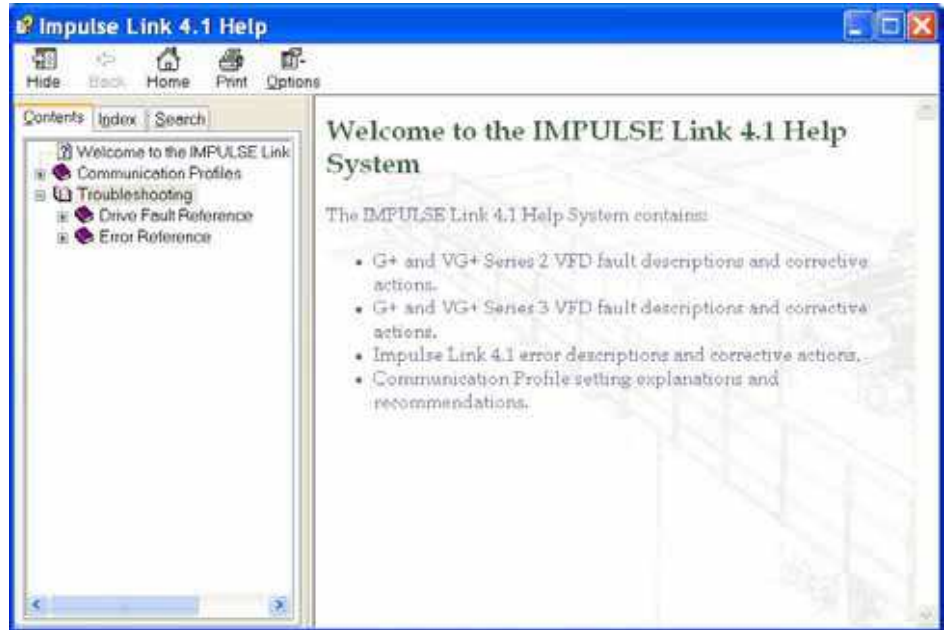 Impulse Link 4.1 Help
Hide Back Home Print Options
Contents Index Search
Welcome to the IMPULSE Link
Communication Profiles
Troubleshooting
Drive Fault Reference
Error Reference
Welcome to the IMPULSE Link 4.1 Help
System
The IMPULSE Link 4.1 Help System contains:
• G+ and VG+ Series 2 VFD fault descriptions and corrective
actions.
• G+ and VG+ Series 3 VFD fault descriptions and corrective
actions.
• Impulse Link 4.1 error descriptions and corrective actions.
• Communication Profile setting explanations and
recommendations.